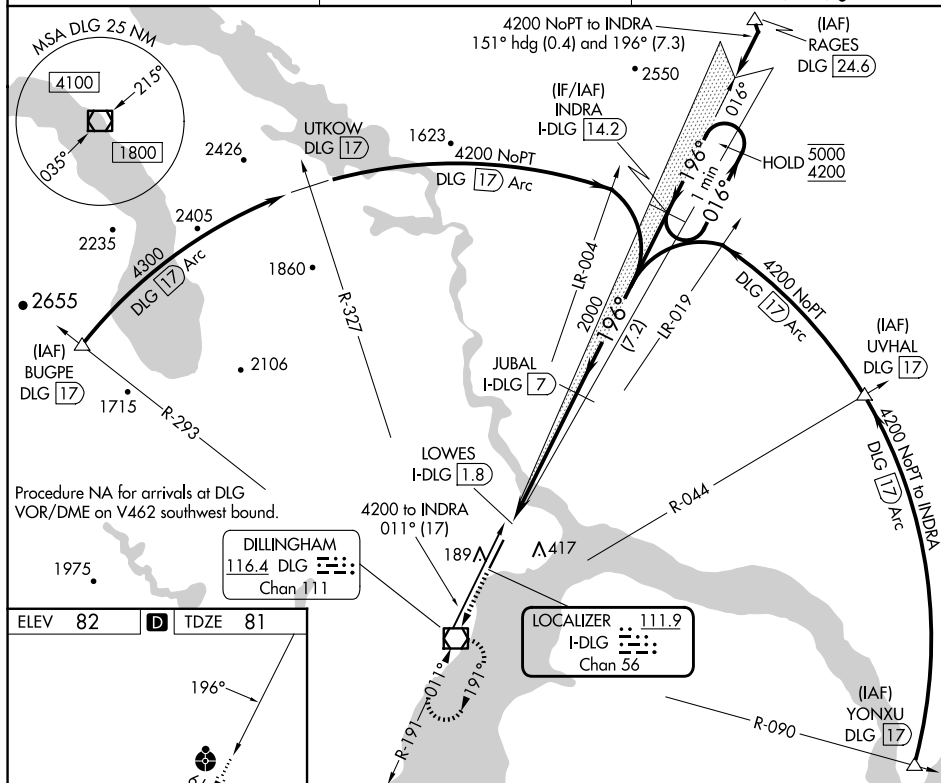 MSA DLG 25 NM
4100
215°
035°
1800
4200 NoPT to INDRA
151° hdg (0.4) and 196° (7.3)
(IAF)
RAGES
DLG 24.6
2550
(IF/IAF)
INDRA
I-DLG 14.2
016°
HOLD 5000
4200
196°
1 min
016°
UTKOW
DLG 17
1623
4200 NoPT
DLG 17 Arc
2426
2405
2235
4300
DLG 17 Arc
1860
R-327
LR-004
2000
196°
(7.2)
LR-019
4200 NoPT
DLG 17 Arc
2655
(IAF)
BUGPE
DLG 17
2106
1715
R-293
JUBAL
I-DLG 7
(IAF)
UVHAL
DLG 17
4200 NoPT to INDRA
DLG 17 Arc
R-044
LOWES
I-DLG 1.8
Procedure NA for arrivals at DLG
VOR/DME on V462 southwest bound.
4200 to INDRA
011° (17)
189
417
DILLINGHAM
116.4 DLG
Chan 111
1975
LOCALIZER 111.9
I-DLG
Chan 56
011°
191°
R-191
R-090
(IAF)
YONXU
DLG 17
ELEV 82 D TDZE 81
196°